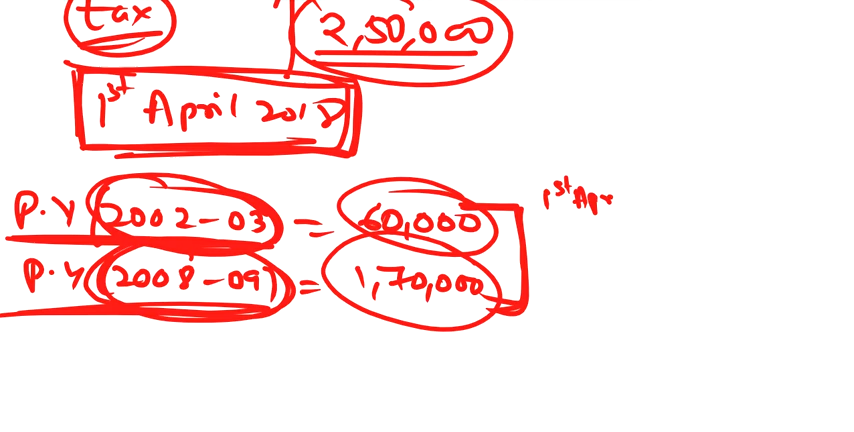 tax 2,50,000
1st April 2018
P.Y (2002-03) = 60,000
P.Y (2008-09) = 1,70,000
1st Apr